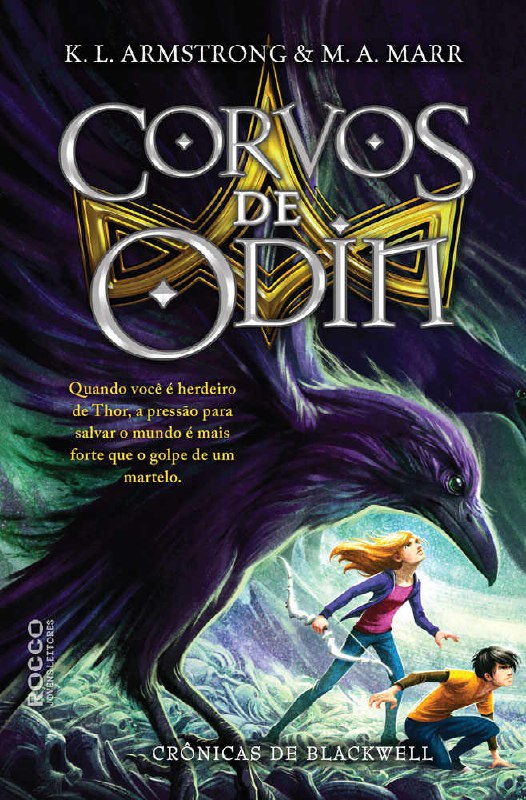 K. L. ARMSTRONG & M. A. MARR
CORVOS
DE
ODIN
Quando você é herdeiro
de Thor, a pressão para
salvar o mundo é mais
forte que o golpe de um
martelo.
ROCCO
JOVENS LEITORES
CRÔNICAS DE BLACKWELL